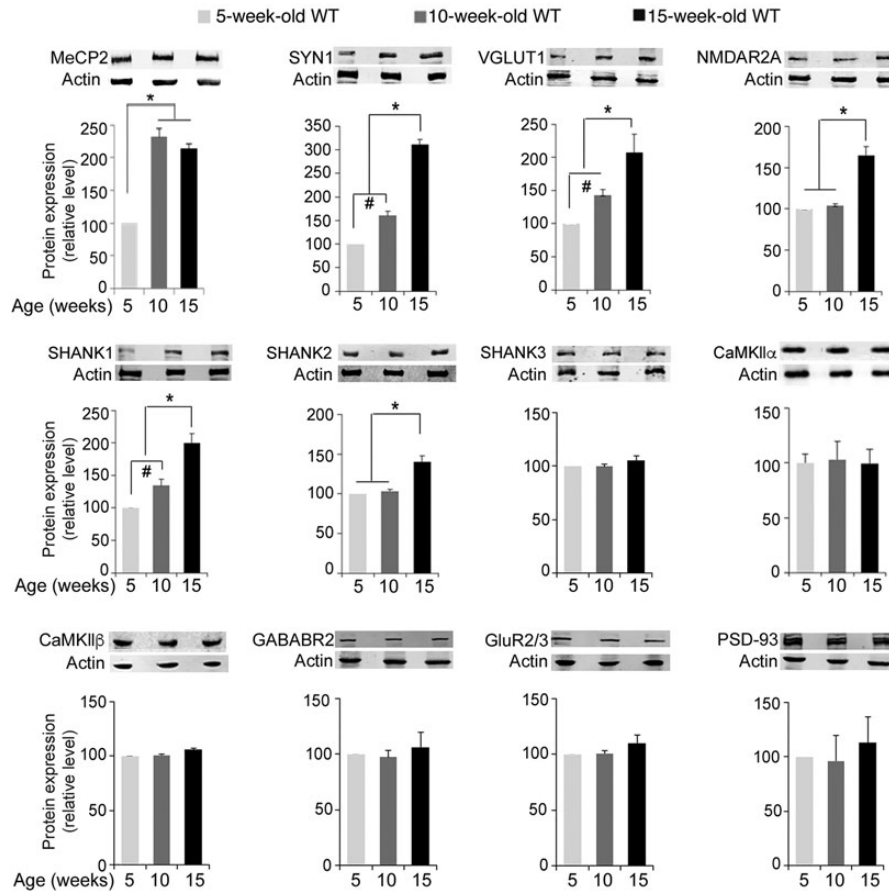 5-week-old WT 10-week-old WT 15-week-old WT
MeCP2
Actin
*
Protein expression
(relative level)
250
200
150
100
50
0
Age (weeks) 5 10 15
SYN1
Actin
*
#
350
300
250
200
150
100
50
0
5 10 15
VGLUT1
Actin
*
#
250
200
150
100
50
0
5 10 15
NMDAR2A
Actin
*
200
150
100
50
0
5 10 15
SHANK1
Actin
*
#
Protein expression
(relative level)
250
200
150
100
50
0
Age (weeks) 5 10 15
SHANK2
Actin
*
200
150
100
50
0
5 10 15
SHANK3
Actin
150
100
50
0
5 10 15
CaMKIIα
Actin
150
100
50
0
5 10 15
CaMKIIβ
Actin
Protein expression
(relative level)
150
100
50
0
Age (weeks) 5 10 15
GABABR2
Actin
150
100
50
0
5 10 15
GluR2/3
Actin
150
100
50
0
5 10 15
PSD-93
Actin
150
100
50
0
5 10 15